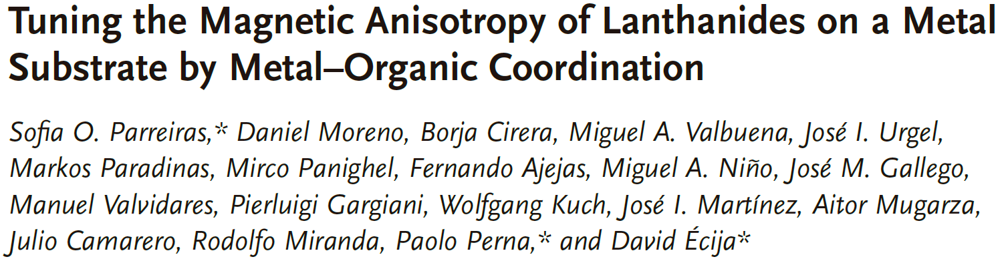 Tuning the Magnetic Anisotropy of Lanthanides on a Metal
Substrate by Metal–Organic Coordination
Sofia O. Parreiras,* Daniel Moreno, Borja Cirera, Miguel A. Valbuena, José I. Urgel,
Markos Paradinas, Mirco Panighel, Fernando Ajejas, Miguel A. Niño, José M. Gallego,
Manuel Valvidares, Pierluigi Gargiani, Wolfgang Kuch, José I. Martínez, Aitor Mugarza,
Julio Camarero, Rodolfo Miranda, Paolo Perna,* and David Écija*